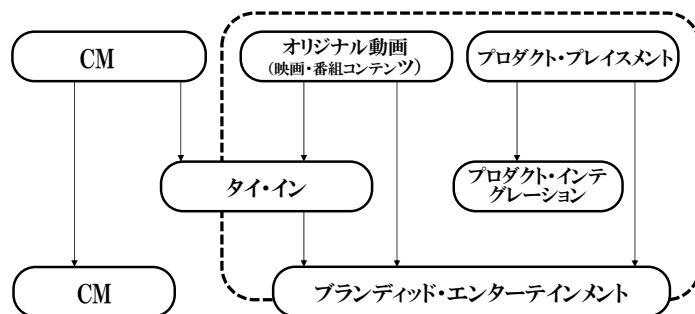 CM
オリジナル動画
（映画・番組コンテンツ）
プロダクト・プレイスメント
タイ・イン
プロダクト・インテ
グレーション
CM
ブランディッド・エンターテインメント